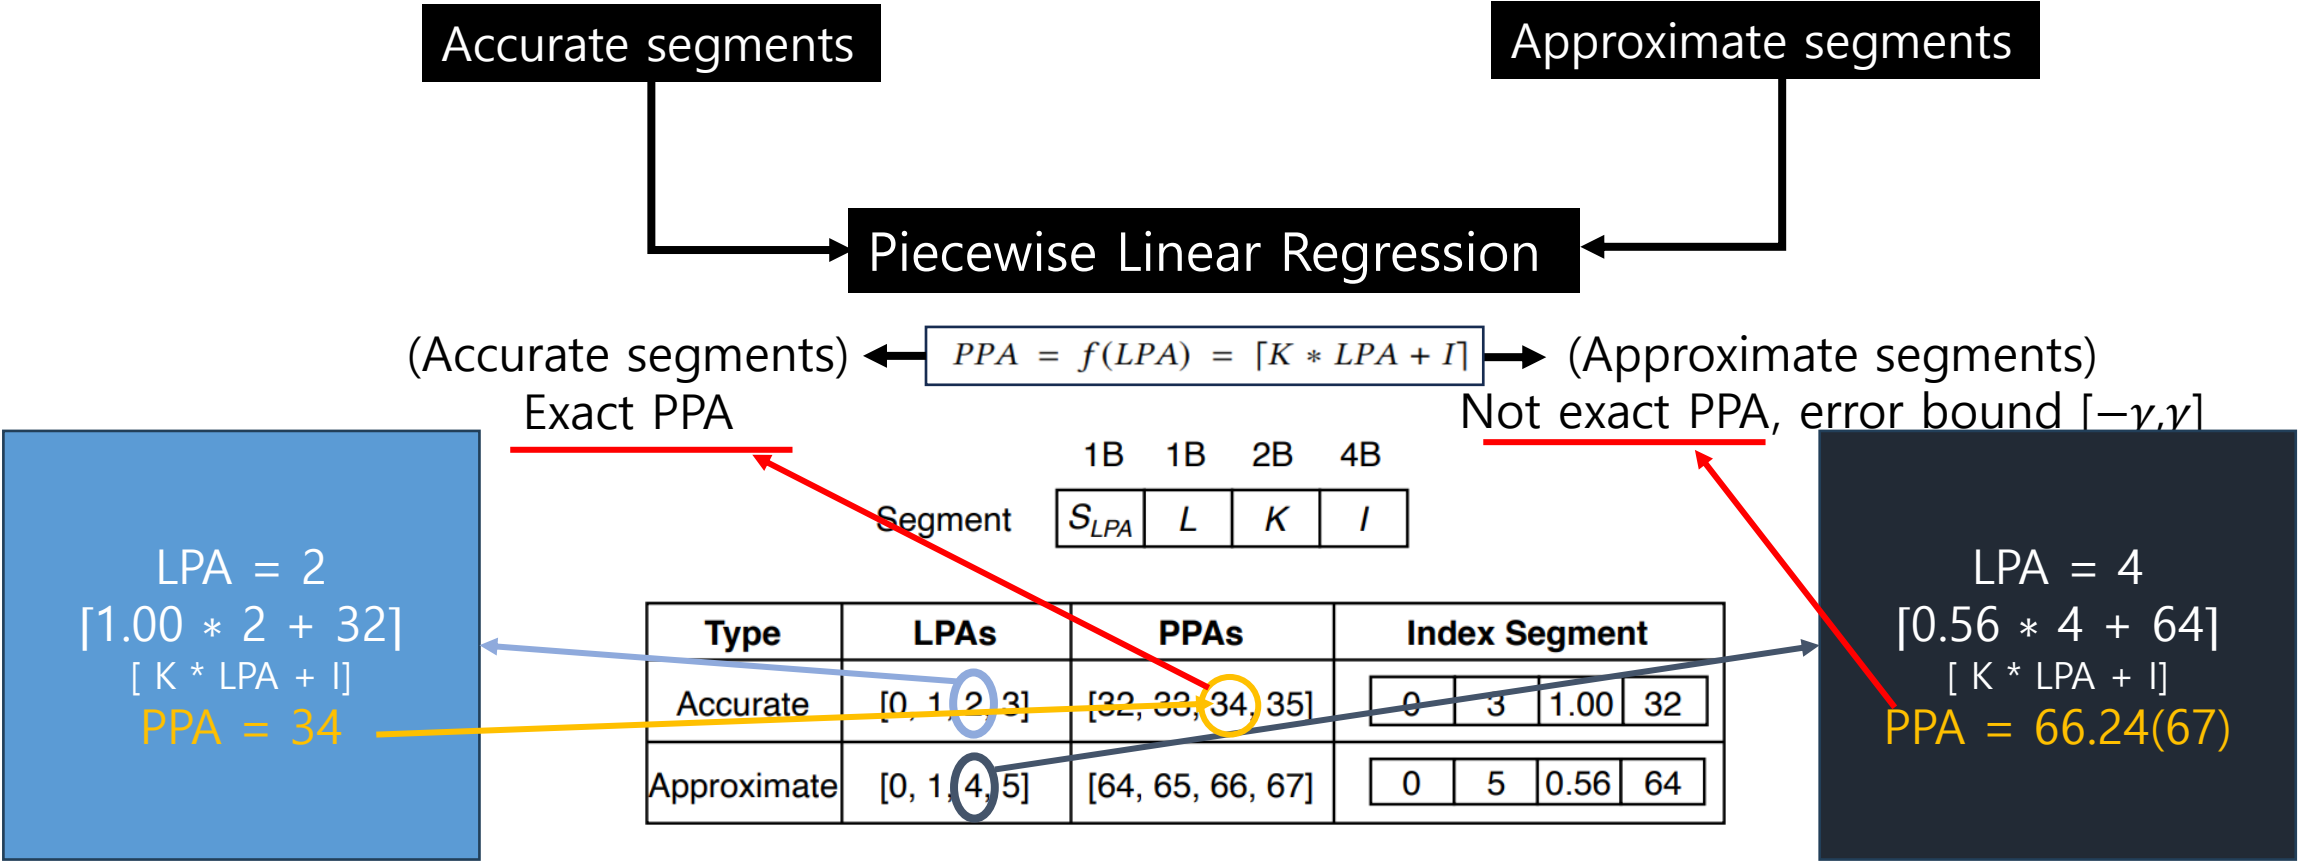 Accurate segments
Approximate segments
Piecewise Linear Regression
(Accurate segments)
Exact PPA
PPA = f(LPA) = ⌈K * LPA + I⌉
(Approximate segments)
Not exact PPA, error bound [−γ,γ]
1B 1B 2B 4B
Segment S_LPA L K I
LPA = 2
⌈1.00 * 2 + 32⌉
[ K * LPA + I]
PPA = 34
Type LPAs PPAs Index Segment
Accurate [0, 1, 2, 3] [32, 33, 34, 35] 0 3 1.00 32
Approximate [0, 1, 4, 5] [64, 65, 66, 67] 0 5 0.56 64
LPA = 4
⌈0.56 * 4 + 64⌉
[ K * LPA + I]
PPA = 66.24(67)